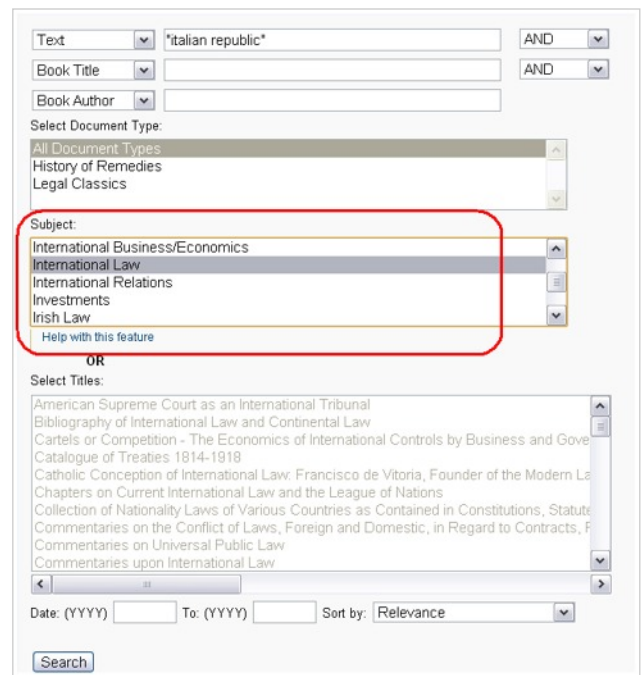 Text "italian republic" AND
Book Title AND
Book Author
Select Document Type:
All Document Types
History of Remedies
Legal Classics
Subject:
International Business/Economics
International Law
International Relations
Investments
Irish Law
Help with this feature
OR
Select Titles:
American Supreme Court as an International Tribunal
Bibliography of International Law and Continental Law
Cartels or Competition - The Economics of International Controls by Business and Gove
Catalogue of Treaties 1814-1918
Catholic Conception of International Law: Francisco de Vitoria, Founder of the Modern La
Chapters on Current International Law and the League of Nations
Collection of Nationality Laws of Various Countries as Contained in Constitutions, Statute
Commentaries on the Conflict of Laws, Foreign and Domestic, in Regard to Contracts, F
Commentaries on Universal Public Law
Commentaries upon International Law
Date: (YYYY) To: (YYYY) Sort by: Relevance
Search